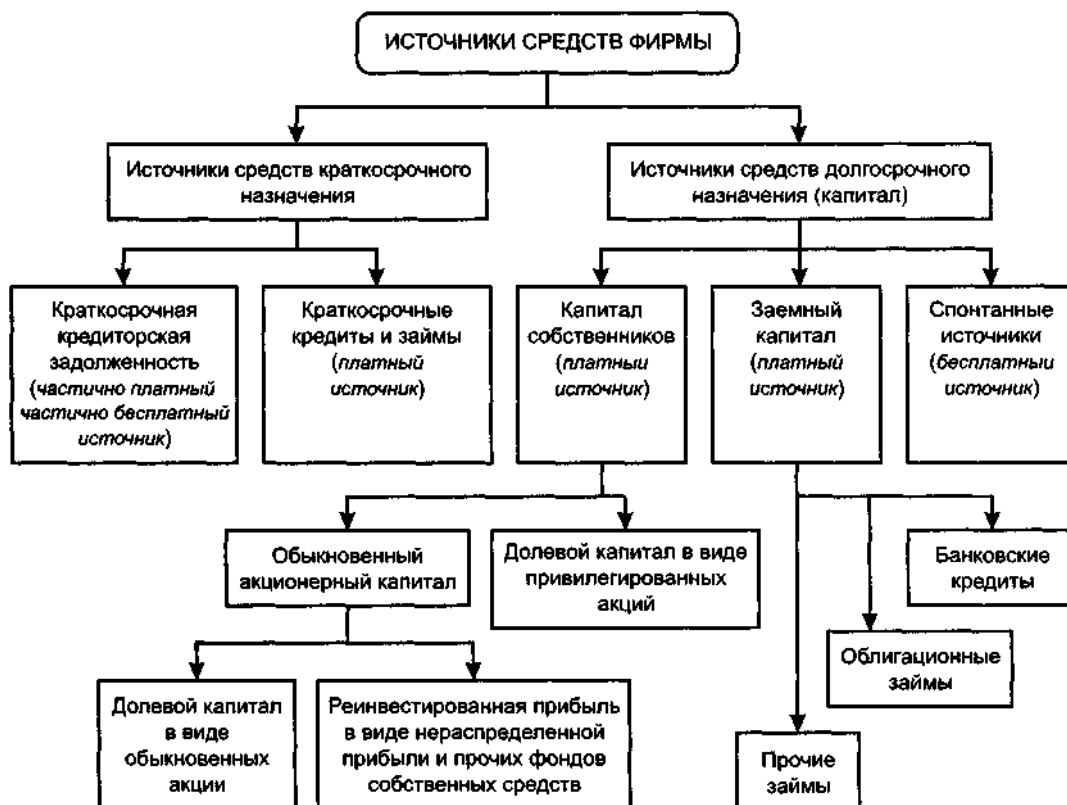 ИСТОЧНИКИ СРЕДСТВ ФИРМЫ
Источники средств краткосрочного
назначения
Источники средств долгосрочного
назначения (капитал)
Краткосрочная
кредиторская
задолженность
(частично платный
частично бесплатный
источник)
Краткосрочные
кредиты и займы
(платный
источник)
Капитал
собственников
(платныи
источник)
Заемный
капитал
(платный
источник)
Спонтанные
источники
(бесплатныи
источник)
Обыкновенный
акционерный капитал
Долевой капитал в виде
привилегированных
акций
Банковские
кредиты
Облигационные
займы
Долевой капитал
в виде
обыкновенных
акции
Реинвестированная прибыль
в виде нераспределенной
прибыли и прочих фондов
собственных средств
Прочие
займы